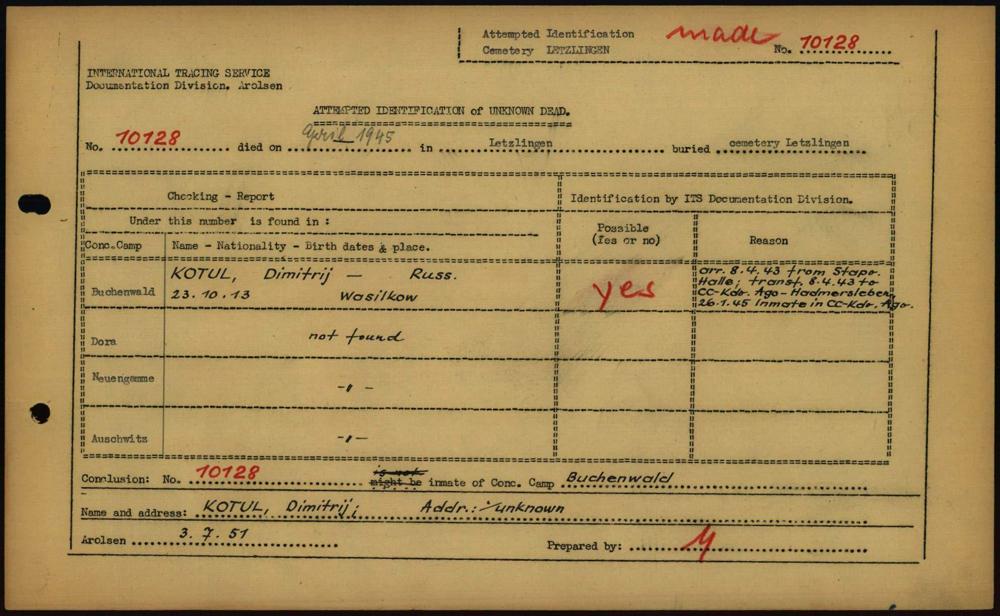 Attempted Identification made
Cemetery LETZLINGEN No. 10128
INTERNATIONAL TRACING SERVICE
Documentation Division. Arolsen
ATTEMPTED IDENTIFICATION of UNKNOWN DEAD.
No. 10128 died on April 1945 in Letzlingen buried cemetery Letzlingen
Checking - Report
Identification by ITS Documentation Division.
Under this number is found in :
Possible
(Yes or no)
Reason
Conc.Camp Name - Nationality - Birth dates & place.
Buchenwald
KOTUL, Dimitrij — Russ.
23.10.13 Wasilkow
yes
arr. 8.4.43 from Stapo.
Halle; transf. 8.4.43 to
CC-Kdo. Ago-Hadmersleben,
26.1.45 Inmate in CC-Kdr. Ago.
Dora not found
Neuengamme -"-
Auschwitz -"-
is not
Conclusion: No. 10128 might be inmate of Conc. Camp Buchenwald
Name and address: KOTUL, Dimitrij; Addr.: unknown
Arolsen 3.7.51 Prepared by: